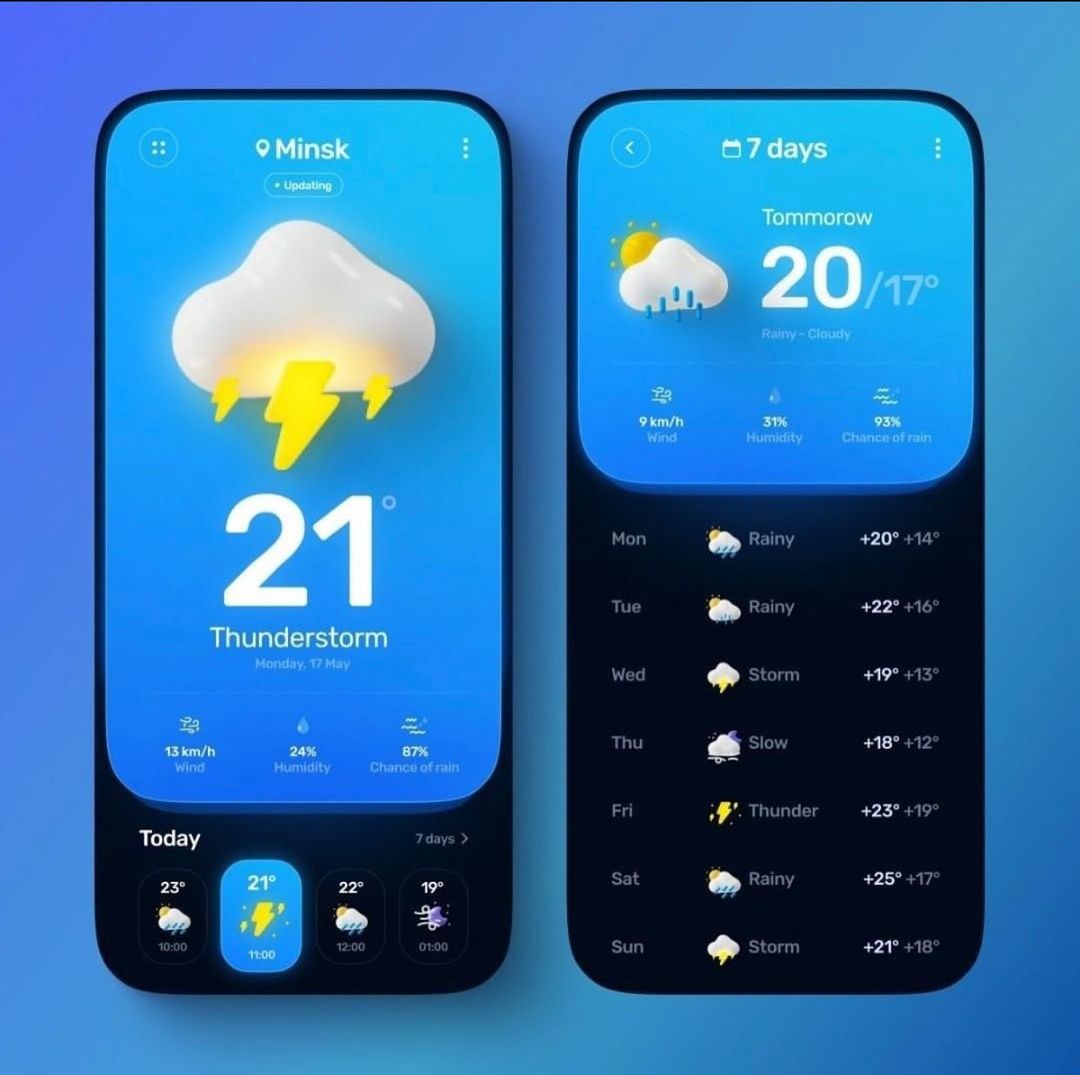 Minsk
Updating
21°
Thunderstorm
Monday, 17 May
13 km/h 24% 87%
Wind Humidity Chance of rain
Today 7 days
23° 21° 22° 19°
10:00 11:00 12:00 01:00
7 days
Tommorow
20/17°
Rainy - Cloudy
9 km/h 31% 93%
Wind Humidity Chance of rain
Mon Rainy +20° +14°
Tue Rainy +22° +16°
Wed Storm +19° +13°
Thu Slow +18° +12°
Fri Thunder +23° +19°
Sat Rainy +25° +17°
Sun Storm +21° +18°